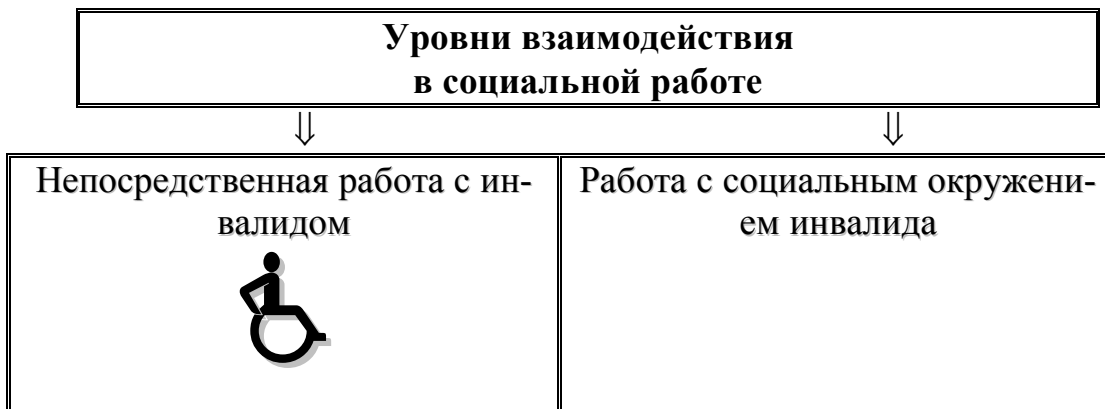 Уровни взаимодействия
в социальной работе
Непосредственная работа с ин-
валидом
Работа с социальным окружени-
ем инвалида